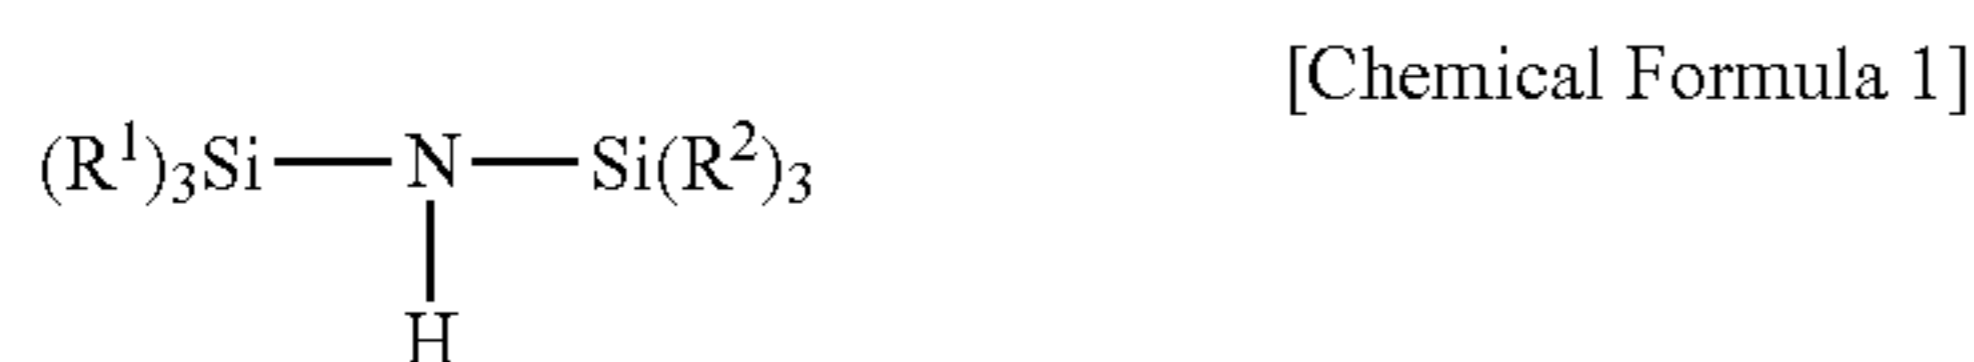 [Chemical Formula 1]
(R¹)₃Si—N—Si(R²)₃
H